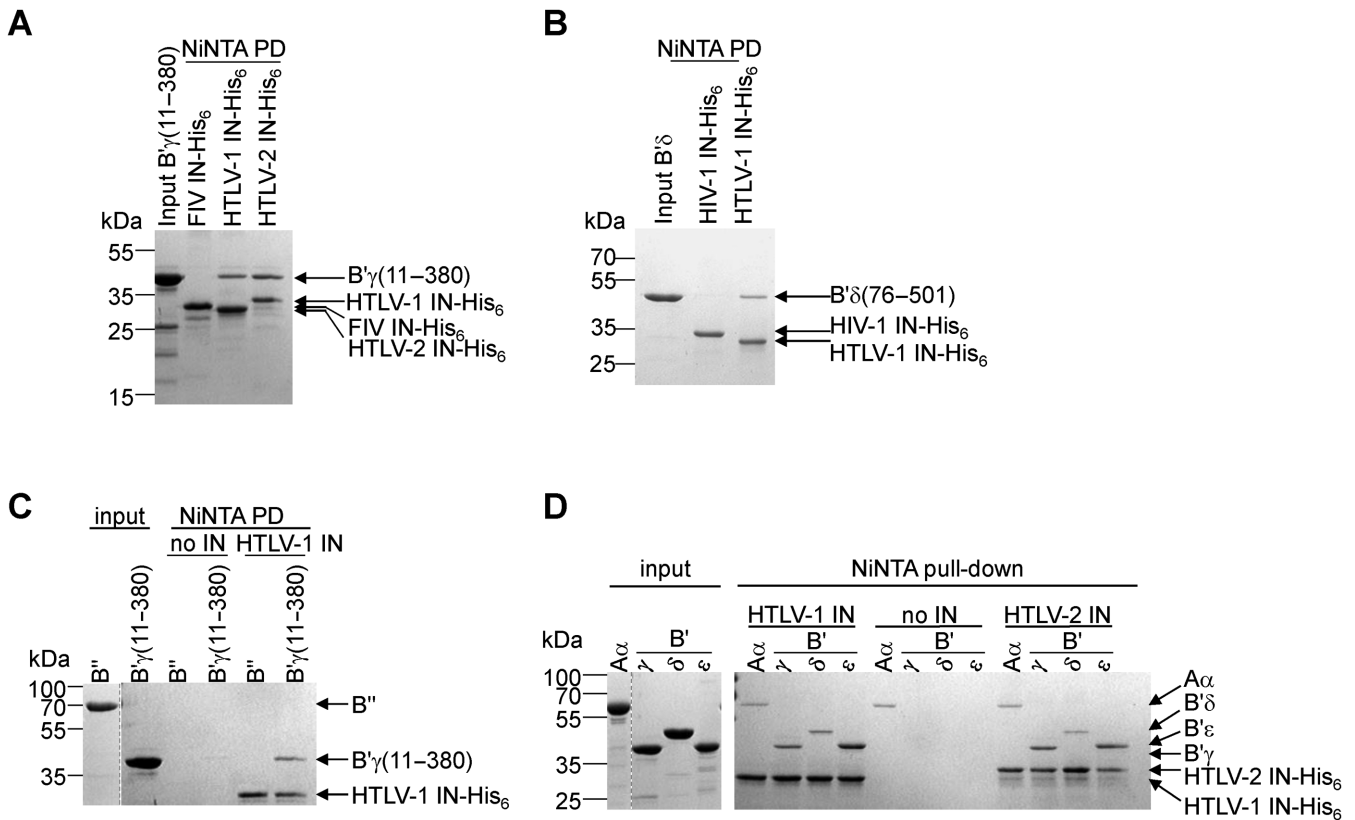 A
NiNTA PD
Input B'γ(11–380)
FIV IN-His6
HTLV-1 IN-His6
HTLV-2 IN-His6
kDa
55
35
25
15
B'γ(11–380)
HTLV-1 IN-His6
FIV IN-His6
HTLV-2 IN-His6
B
NiNTA PD
Input B'δ
HIV-1 IN-His6
HTLV-1 IN-His6
kDa
70
55
35
25
B'δ(76–501)
HIV-1 IN-His6
HTLV-1 IN-His6
C
input NiNTA PD
no IN HTLV-1 IN
B''
B'γ(11–380)
B''
B'γ(11–380)
B''
B'γ(11–380)
kDa
100
70
55
35
B''
B'γ(11–380)
HTLV-1 IN-His6
D
input NiNTA pull-down
HTLV-1 IN no IN HTLV-2 IN
kDa
B' B' B' B'
Aα γ δ ε Aα γ δ ε Aα γ δ ε Aα γ δ ε
100
70
55
35
25
Aα
B'δ
B'ε
B'γ
HTLV-2 IN-His6
HTLV-1 IN-His6